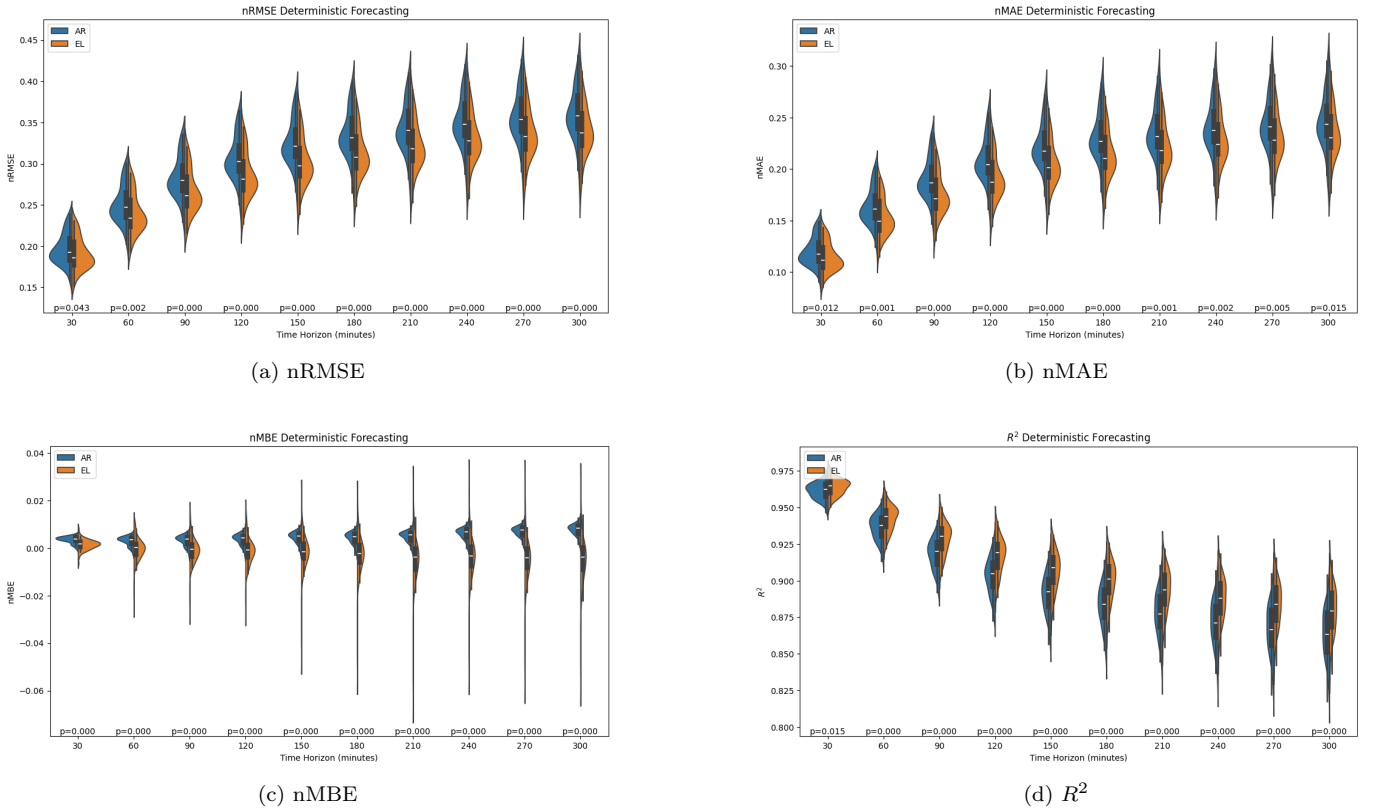 nRMSE Deterministic Forecasting
AR
EL
nRMSE
0.45
0.40
0.35
0.30
0.25
0.20
0.15
p=0.043 p=0.002 p=0.000 p=0.000 p=0.000 p=0.000 p=0.000 p=0.000 p=0.000 p=0.000
30 60 90 120 150 180 210 240 270 300
Time Horizon (minutes)
(a) nRMSE
nMAE Deterministic Forecasting
AR
EL
nMAE
0.30
0.25
0.20
0.15
0.10
p=0.012 p=0.001 p=0.000 p=0.000 p=0.000 p=0.000 p=0.001 p=0.002 p=0.005 p=0.015
30 60 90 120 150 180 210 240 270 300
Time Horizon (minutes)
(b) nMAE
nMBE Deterministic Forecasting
AR
EL
nMBE
0.04
0.02
0.00
−0.02
−0.04
−0.06
p=0.000 p=0.000 p=0.000 p=0.000 p=0.000 p=0.000 p=0.000 p=0.000 p=0.000 p=0.000
30 60 90 120 150 180 210 240 270 300
Time Horizon (minutes)
(c) nMBE
R² Deterministic Forecasting
AR
EL
R²
0.975
0.950
0.925
0.900
0.875
0.850
0.825
0.800
p=0.015 p=0.000 p=0.000 p=0.000 p=0.000 p=0.000 p=0.000 p=0.000 p=0.000 p=0.000
30 60 90 120 150 180 210 240 270 300
Time Horizon (minutes)
(d) R²